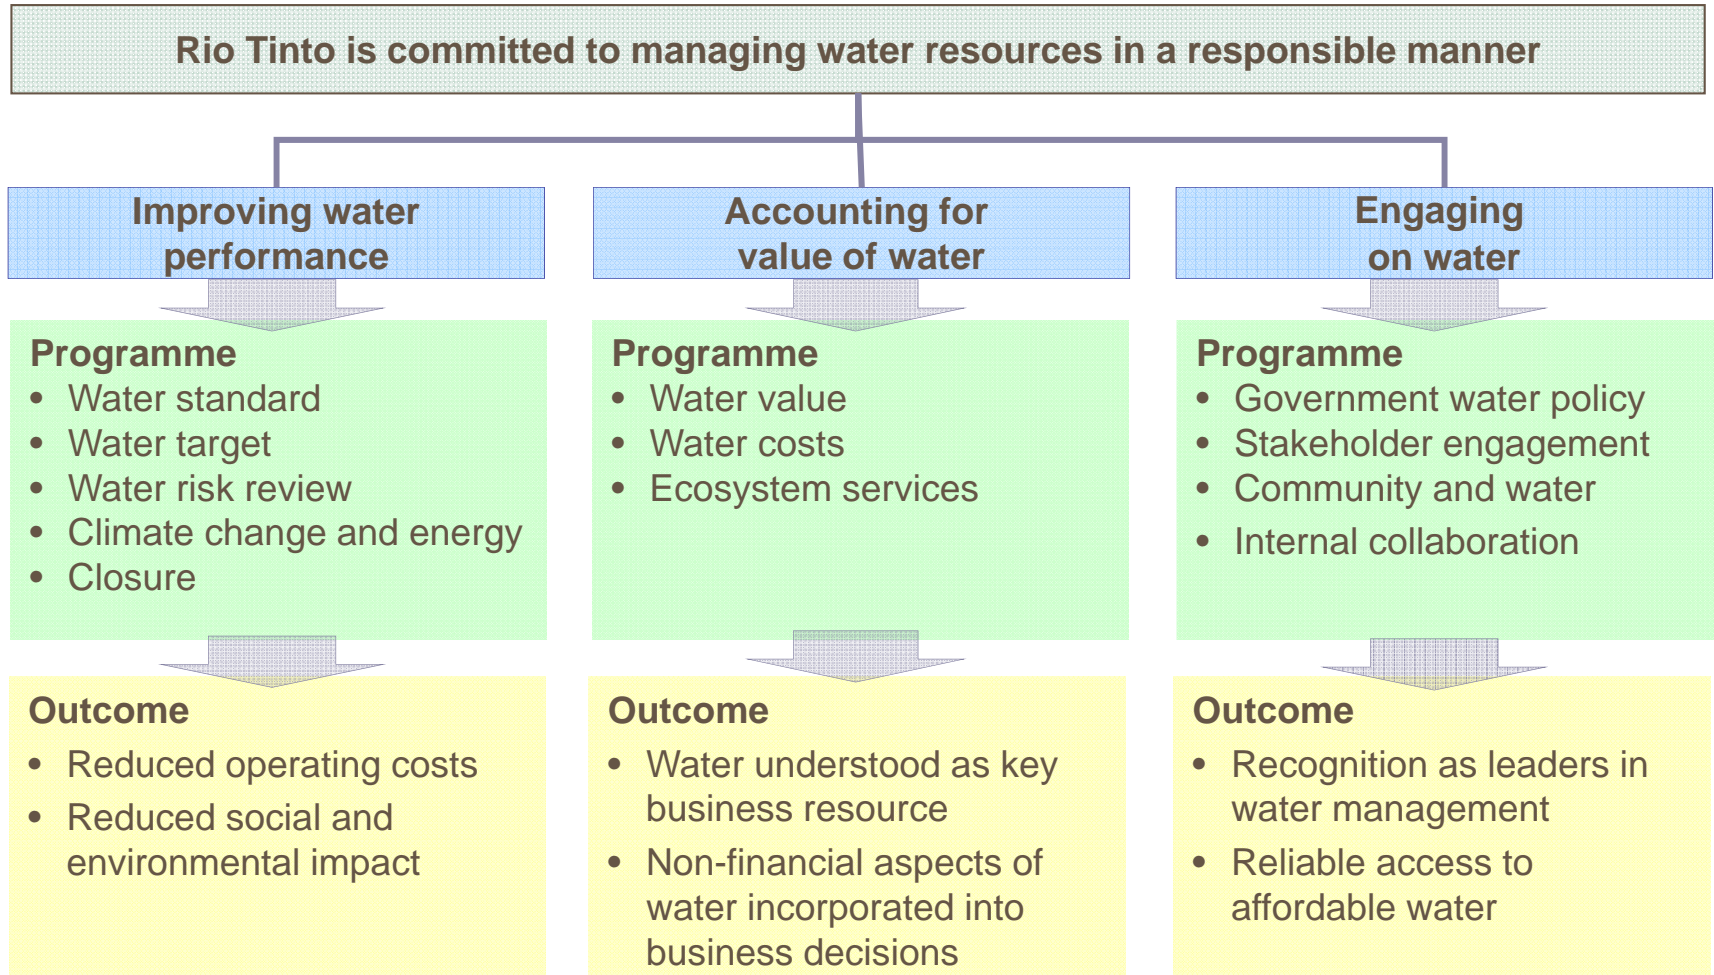 Rio Tinto is committed to managing water resources in a responsible manner
Improving water
performance
Programme
• Water standard
• Water target
• Water risk review
• Climate change and energy
• Closure
Outcome
• Reduced operating costs
• Reduced social and
environmental impact
Accounting for
value of water
Programme
• Water value
• Water costs
• Ecosystem services
Outcome
• Water understood as key
business resource
• Non-financial aspects of
water incorporated into
business decisions
Engaging
on water
Programme
• Government water policy
• Stakeholder engagement
• Community and water
• Internal collaboration
Outcome
• Recognition as leaders in
water management
• Reliable access to
affordable water